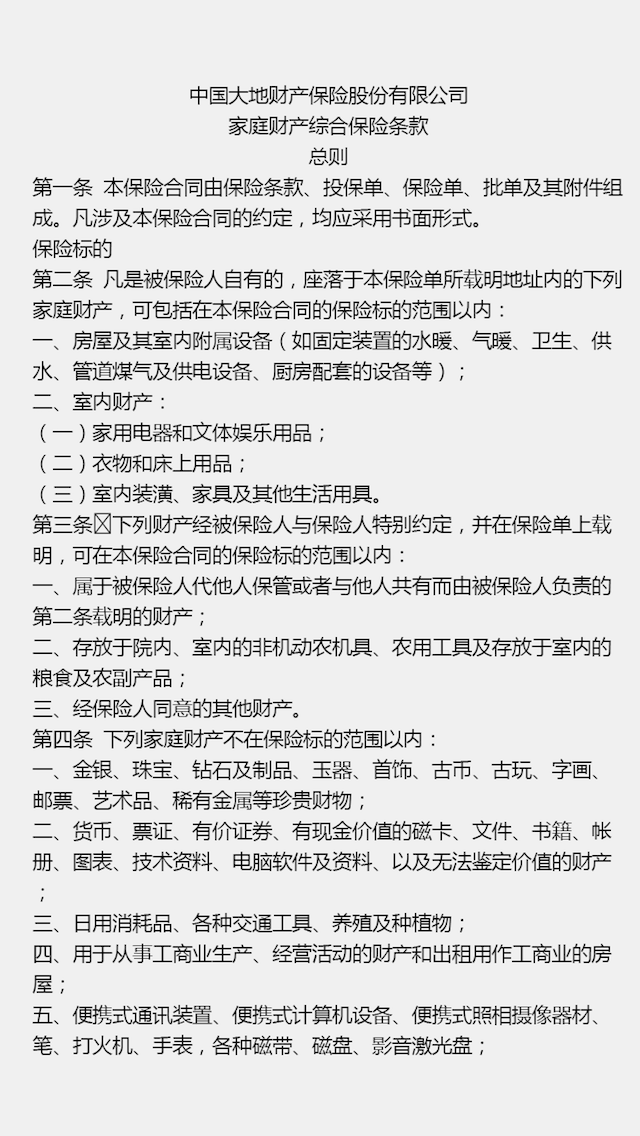 中国大地财产保险股份有限公司
家庭财产综合保险条款
总则
第一条 本保险合同由保险条款、投保单、保险单、批单及其附件组
成。凡涉及本保险合同的约定，均应采用书面形式。
保险标的
第二条 凡是被保险人自有的，座落于本保险单所载明地址内的下列
家庭财产，可包括在本保险合同的保险标的范围以内：
一、房屋及其室内附属设备（如固定装置的水暖、气暖、卫生、供
水、管道煤气及供电设备、厨房配套的设备等）；
二、室内财产：
（一）家用电器和文体娱乐用品；
（二）衣物和床上用品；
（三）室内装潢、家具及其他生活用具。
第三条 下列财产经被保险人与保险人特别约定，并在保险单上载
明，可在本保险合同的保险标的范围以内：
一、属于被保险人代他人保管或者与他人共有而由被保险人负责的
第二条载明的财产；
二、存放于院内、室内的非机动农机具、农用工具及存放于室内的
粮食及农副产品；
三、经保险人同意的其他财产。
第四条 下列家庭财产不在保险标的范围以内：
一、金银、珠宝、钻石及制品、玉器、首饰、古币、古玩、字画、
邮票、艺术品、稀有金属等珍贵财物；
二、货币、票证、有价证券、有现金价值的磁卡、文件、书籍、帐
册、图表、技术资料、电脑软件及资料、以及无法鉴定价值的财产
；
三、日用消耗品、各种交通工具、养殖及种植物；
四、用于从事工商业生产、经营活动的财产和出租用作工商业的房
屋；
五、便携式通讯装置、便携式计算机设备、便携式照相摄像器材、
笔、打火机、手表，各种磁带、磁盘、影音激光盘；